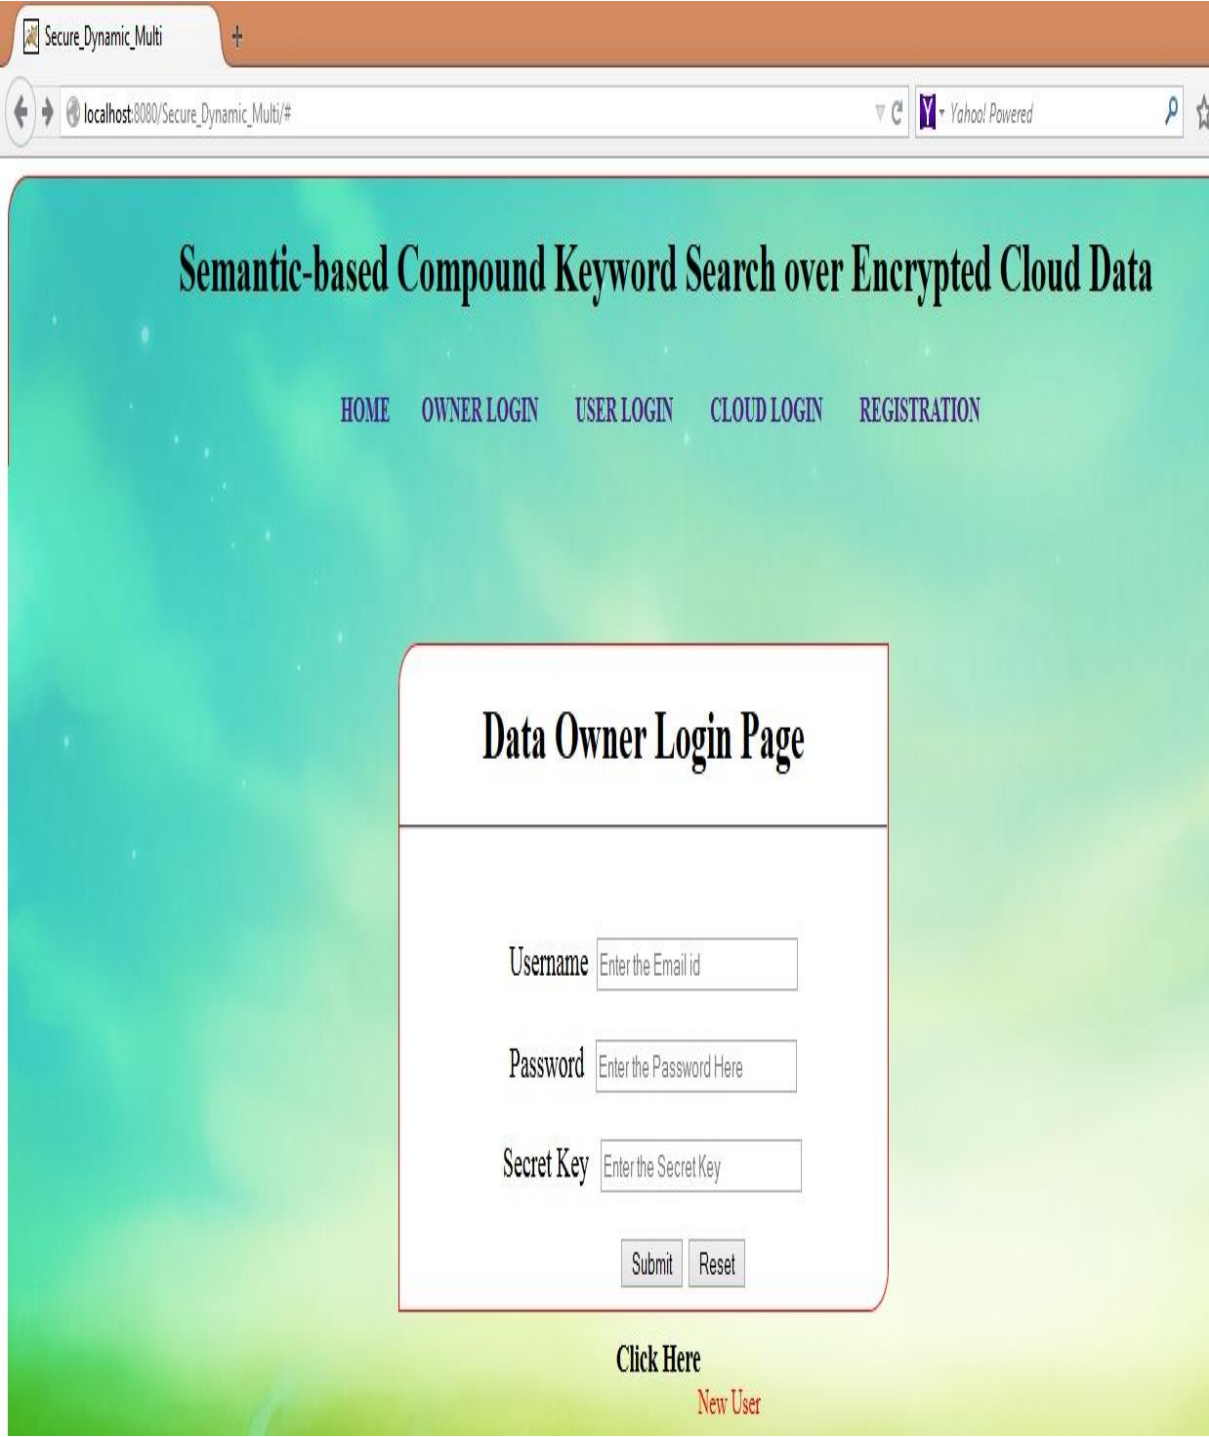 Secure_Dynamic_Multi +
localhost:8080/Secure_Dynamic_Multi/# Yahoo! Powered
Semantic-based Compound Keyword Search over Encrypted Cloud Data
HOME OWNER LOGIN USER LOGIN CLOUD LOGIN REGISTRATION
Data Owner Login Page
Username Enter the Email id
Password Enter the Password Here
Secret Key Enter the Secret Key
Submit Reset
Click Here
New User